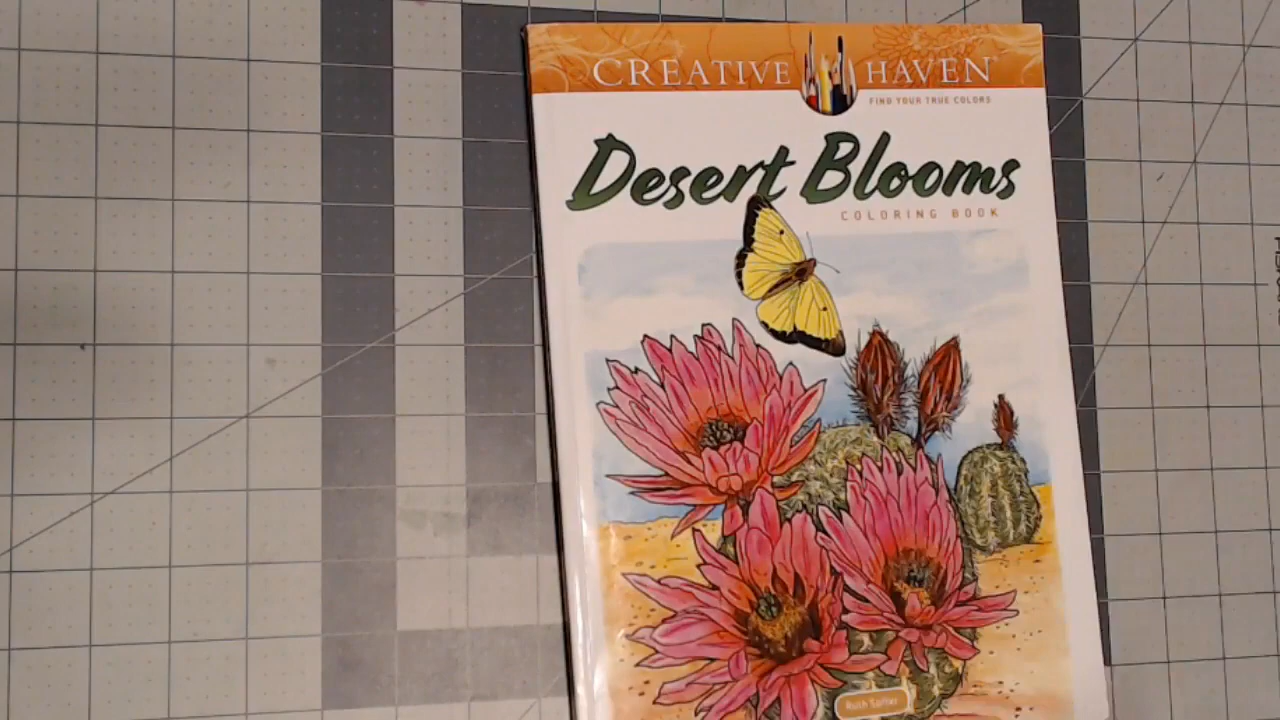 CREATIVE HAVEN
FIND YOUR TRUE COLORS
Desert Blooms
COLORING BOOK
Ruth Soffer